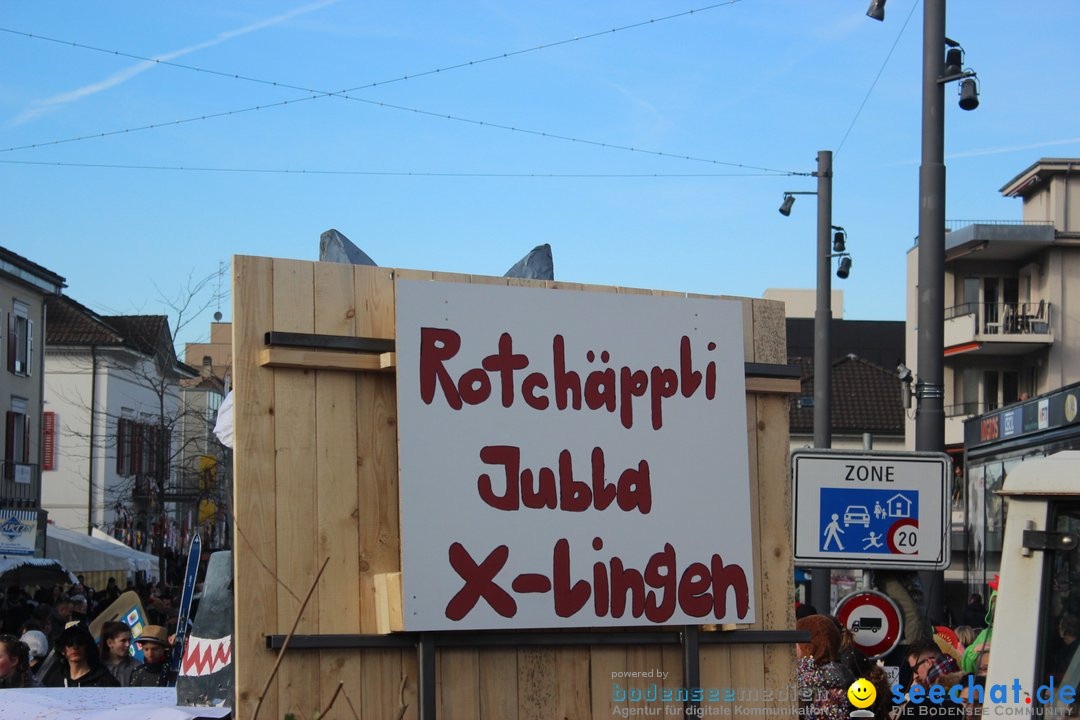 Rotchäppli
Jubla
X-Lingen
ZONE
20
powered by
bodenseemedien
Agentur für digitale Kommunikation
seechat.de
DIE BODENSEE COMMUNITY